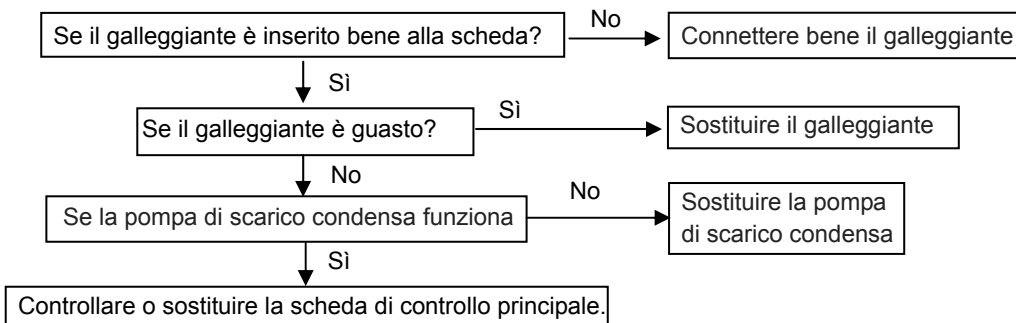 Se il galleggiante è inserito bene alla scheda?
No
Connettere bene il galleggiante
Sì
Se il galleggiante è guasto?
Sì
Sostituire il galleggiante
No
Se la pompa di scarico condensa funziona
No
Sostituire la pompa
di scarico condensa
Sì
Controllare o sostituire la scheda di controllo principale.